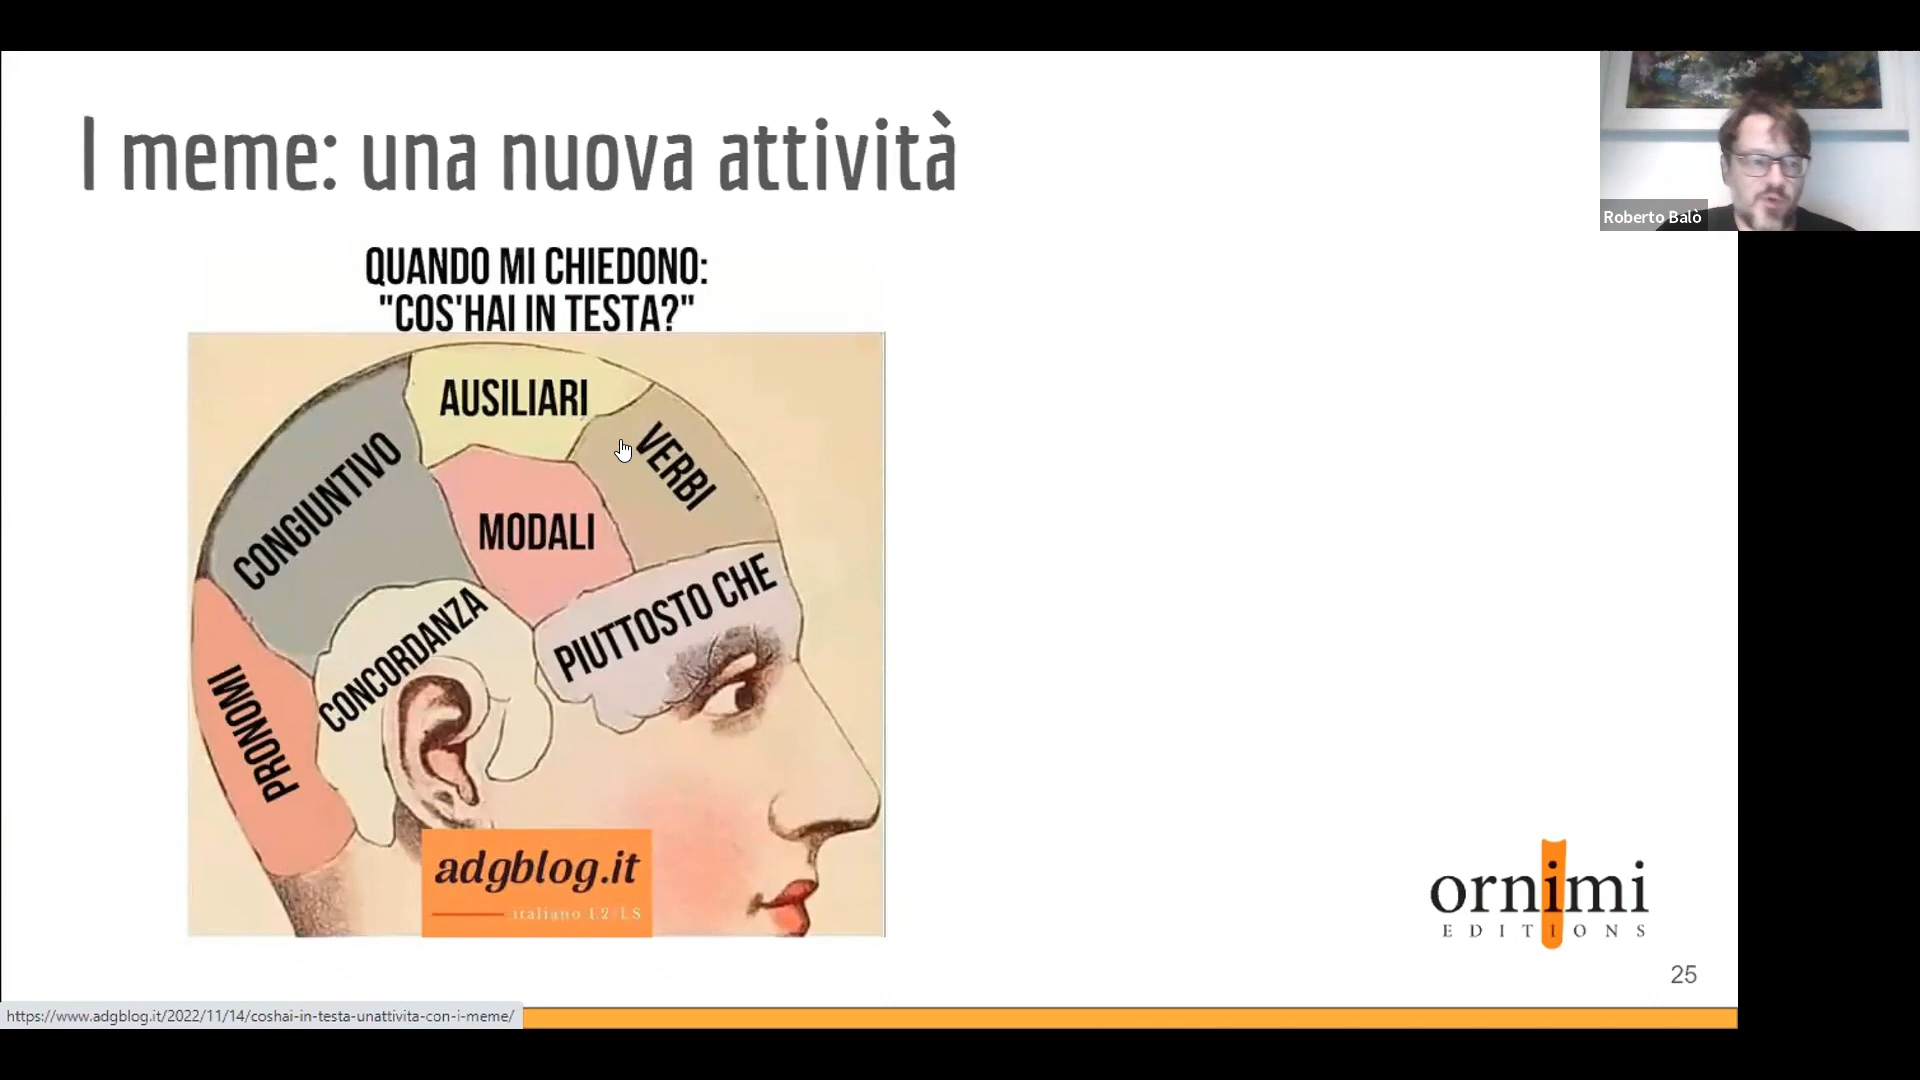 I meme: una nuova attività
Roberto Balò
QUANDO MI CHIEDONO:
"COS'HAI IN TESTA?"
AUSILIARI
VERBI
CONGIUNTIVO
MODALI
PIUTTOSTO CHE
CONCORDANZA
PRONOMI
adgblog.it
italiano L2/LS
ornimi
EDITIONS
25
https://www.adgblog.it/2022/11/14/coshai-in-testa-unattivita-con-i-meme/